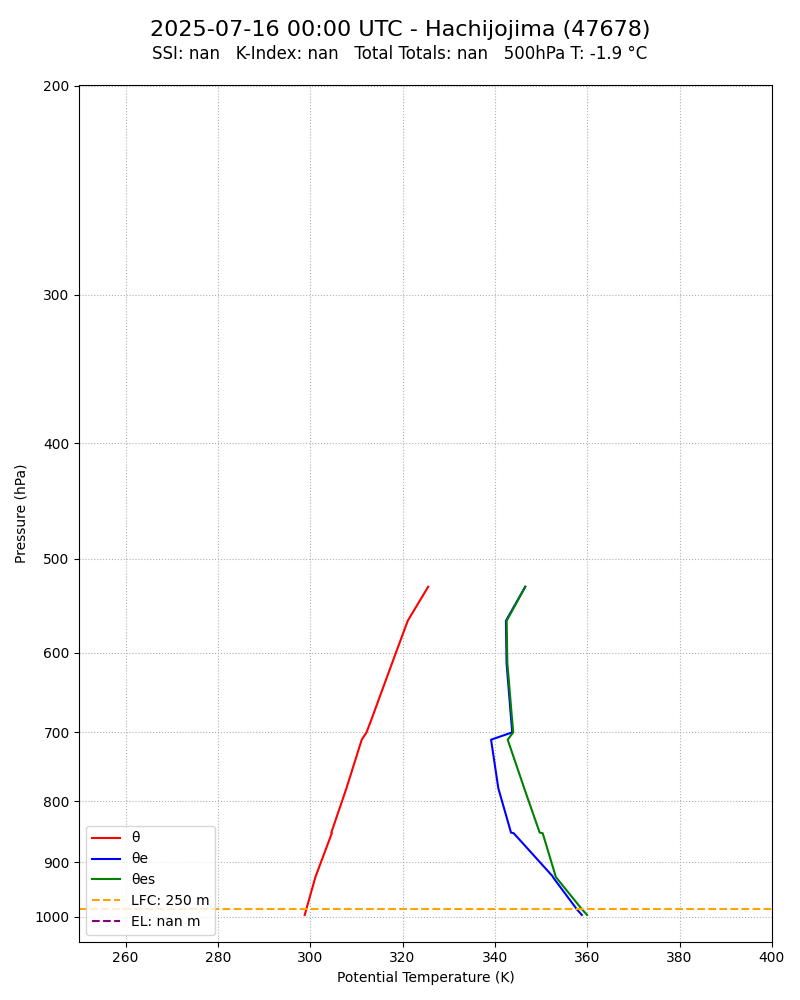 2025-07-16 00:00 UTC - Hachijojima (47678)
SSI: nan   K-Index: nan   Total Totals: nan   500hPa T: -1.9 °C
200
300
400
500
600
700
800
900
1000
Pressure (hPa)
θ
θe
θes
LFC: 250 m
EL: nan m
260 280 300 320 340 360 380 400
Potential Temperature (K)